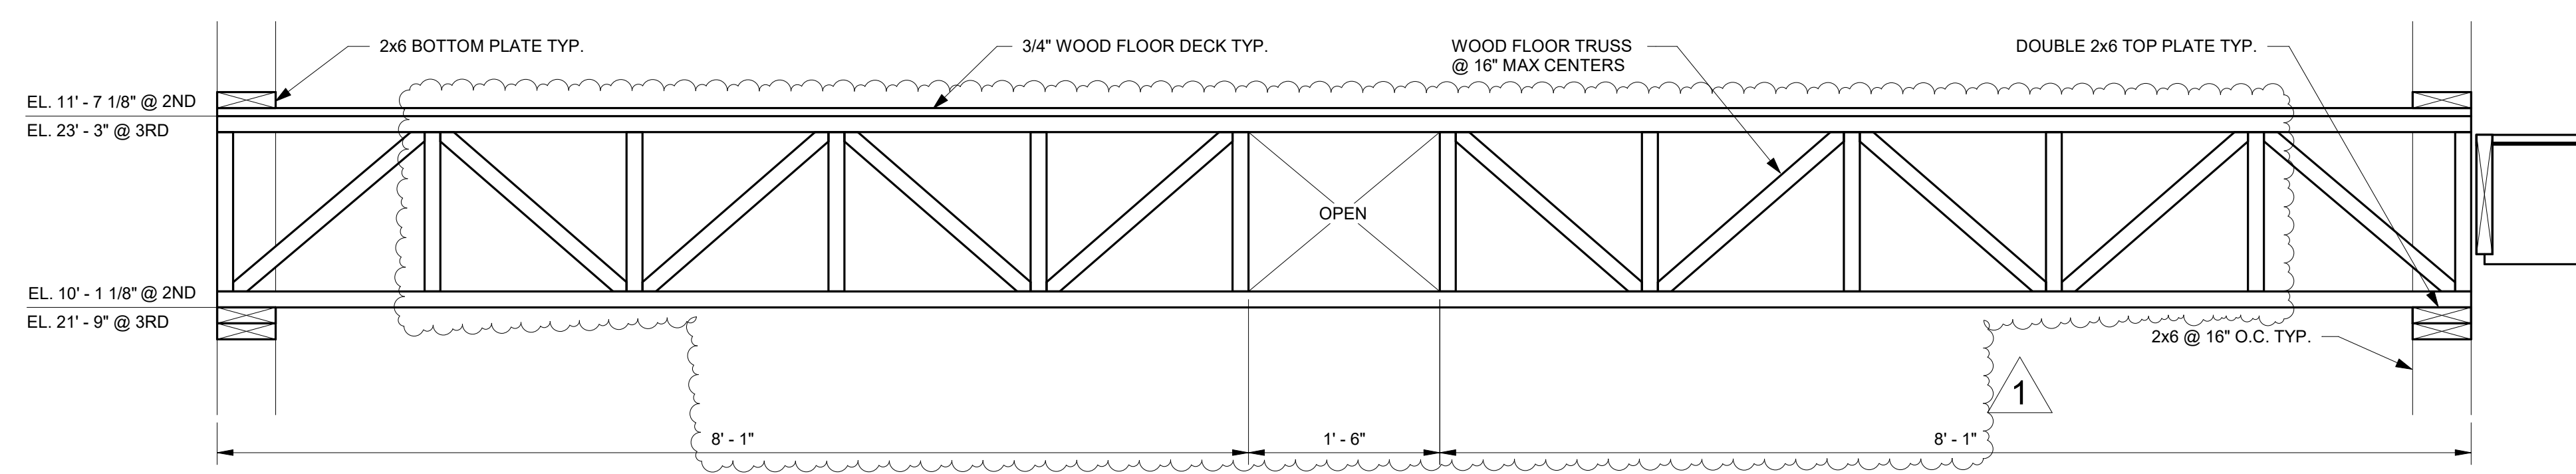 2x6 BOTTOM PLATE TYP.
3/4" WOOD FLOOR DECK TYP.
WOOD FLOOR TRUSS
@ 16" MAX CENTERS
DOUBLE 2x6 TOP PLATE TYP.
EL. 11' - 7 1/8" @ 2ND
EL. 23' - 3" @ 3RD
OPEN
EL. 10' - 1 1/8" @ 2ND
EL. 21' - 9" @ 3RD
2x6 @ 16" O.C. TYP.
1
8' - 1"
1' - 6"
8' - 1"